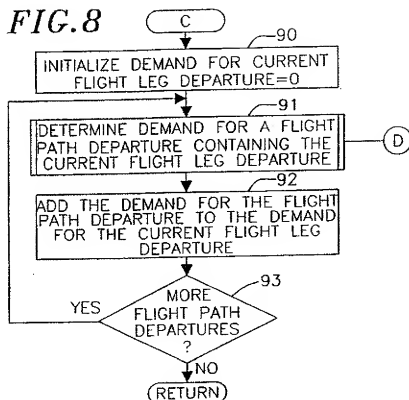 FIG.8
C
90
INITIALIZE DEMAND FOR CURRENT
FLIGHT LEG DEPARTURE=0
91
DETERMINE DEMAND FOR A FLIGHT
PATH DEPARTURE CONTAINING THE
CURRENT FLIGHT LEG DEPARTURE
D
92
ADD THE DEMAND FOR THE FLIGHT
PATH DEPARTURE TO THE DEMAND
FOR THE CURRENT FLIGHT LEG
DEPARTURE
93
YES
MORE
FLIGHT PATH
DEPARTURES
?
NO
RETURN